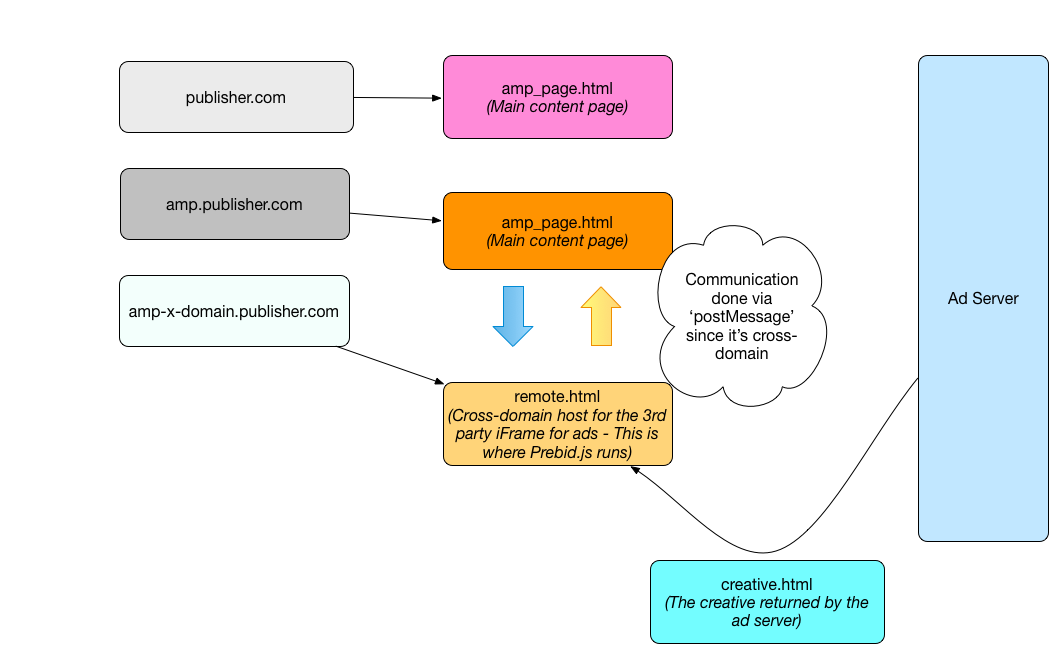 publisher.com
amp_page.html
(Main content page)
amp.publisher.com
amp_page.html
(Main content page)
amp-x-domain.publisher.com
Communication
done via
‘postMessage’
since it’s cross-
domain
Ad Server
remote.html
(Cross-domain host for the 3rd
party iFrame for ads - This is
where Prebid.js runs)
creative.html
(The creative returned by the
ad server)